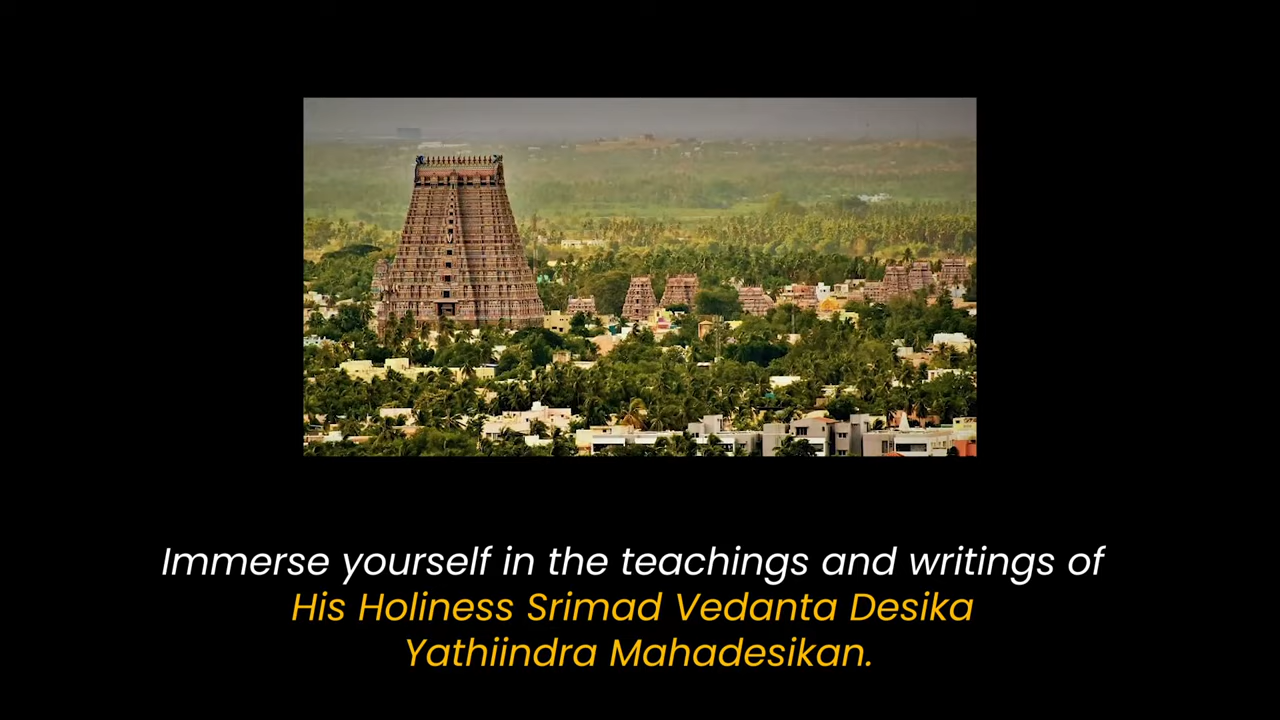 Immerse yourself in the teachings and writings of
His Holiness Srimad Vedanta Desika
Yathiindra Mahadesikan.